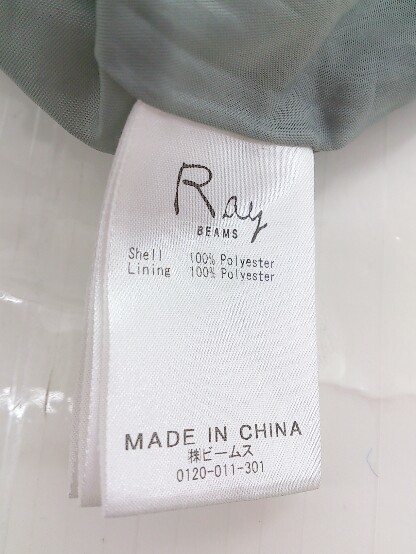 Ray
BEAMS
Shell 100% Polyester
Lining 100% Polyester
MADE IN CHINA
㈱ビームス
0120-011-301